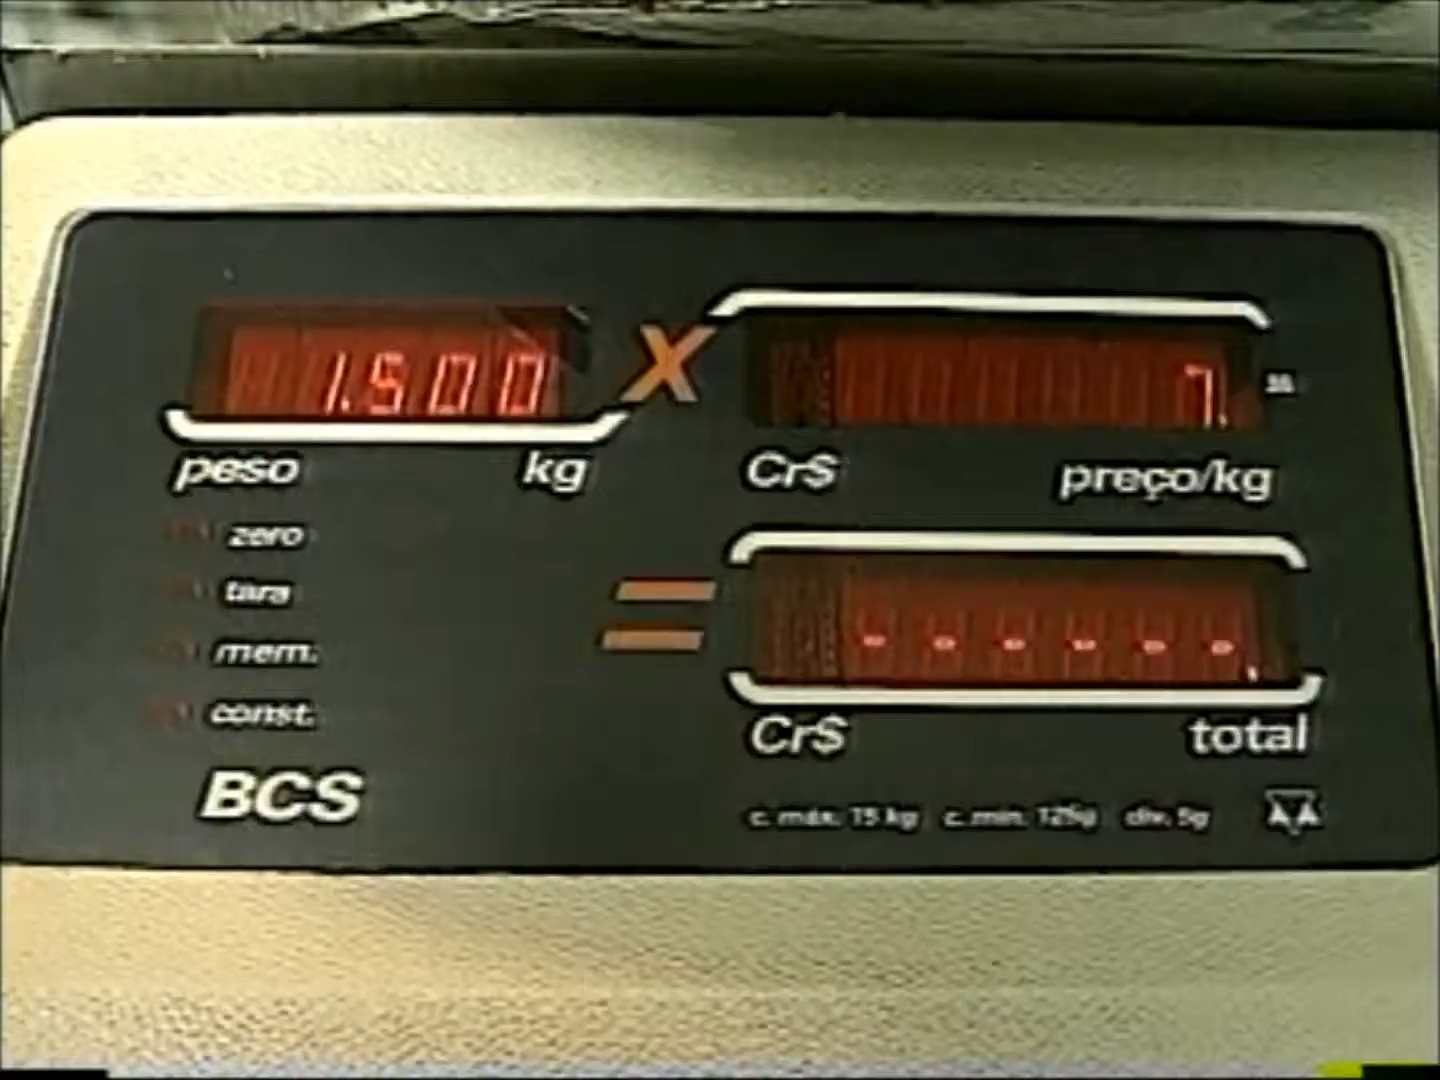 1.500 X 7.
peso kg Cr$ preço/kg
zero
tara
= - - - - - -.
mem.
const.
Cr$ total
BCS
c. máx. 15 kg c. mín. 125g div. 5g